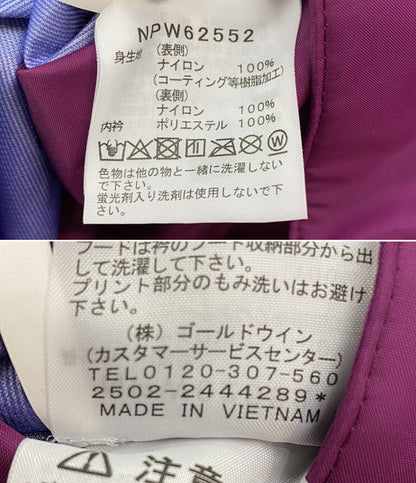 NPW62552
身生地 (表側)
ナイロン 100%
(コーティング等樹脂加工)
(裏側)
ナイロン 100%
内衿 ポリエステル 100%
色物は他の物と一緒に洗濯しない
で下さい。
蛍光剤入り洗剤は使用しないで下
さい。
フードは衿のフード収納部分から出
して洗濯して下さい。
プリント部分のもみ洗いはお避け
下さい。
(株)ゴールドウイン
(カスタマーサービスセンター)
TEL0120-307-560
2502-2444289*
MADE IN VIETNAM
注意